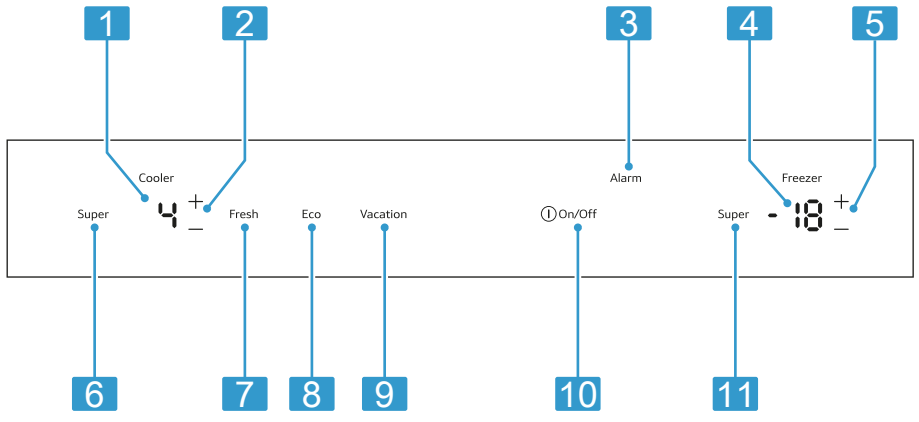 1 2 3 4 5
Cooler Alarm Freezer
Super 4 + − Fresh Eco Vacation On/Off Super -18 + −
6 7 8 9 10 11